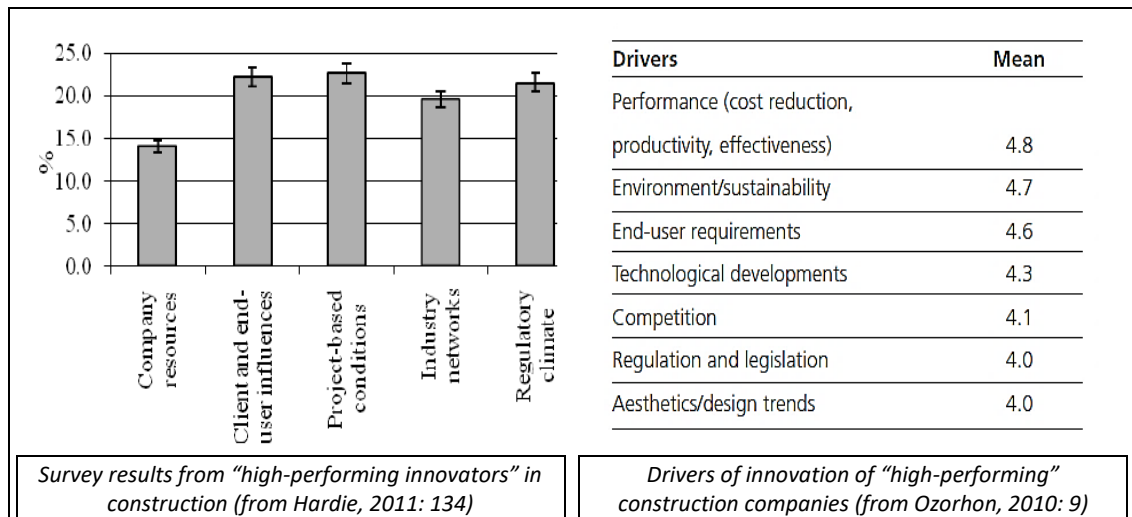 25.0
20.0
15.0
10.0
5.0
0.0
%
Company
resources
Client and end-
user influences
Project-based
conditions
Industry
networks
Regulatory
climate
Survey results from “high-performing innovators” in
construction (from Hardie, 2011: 134)
Drivers Mean
Performance (cost reduction,
productivity, effectiveness) 4.8
Environment/sustainability 4.7
End-user requirements 4.6
Technological developments 4.3
Competition 4.1
Regulation and legislation 4.0
Aesthetics/design trends 4.0
Drivers of innovation of “high-performing”
construction companies (from Ozorhon, 2010: 9)